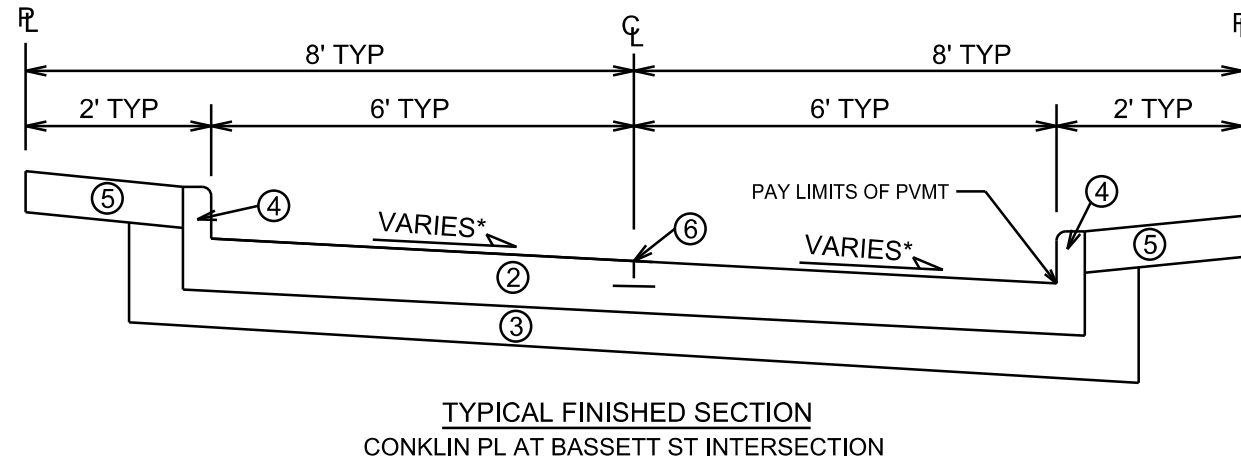 PL
CL
PL
8' TYP
8' TYP
2' TYP
6' TYP
6' TYP
2' TYP
5
4
VARIES*
6
PAY LIMITS OF PVMT
VARIES*
4
5
2
3
TYPICAL FINISHED SECTION
CONKLIN PL AT BASSETT ST INTERSECTION